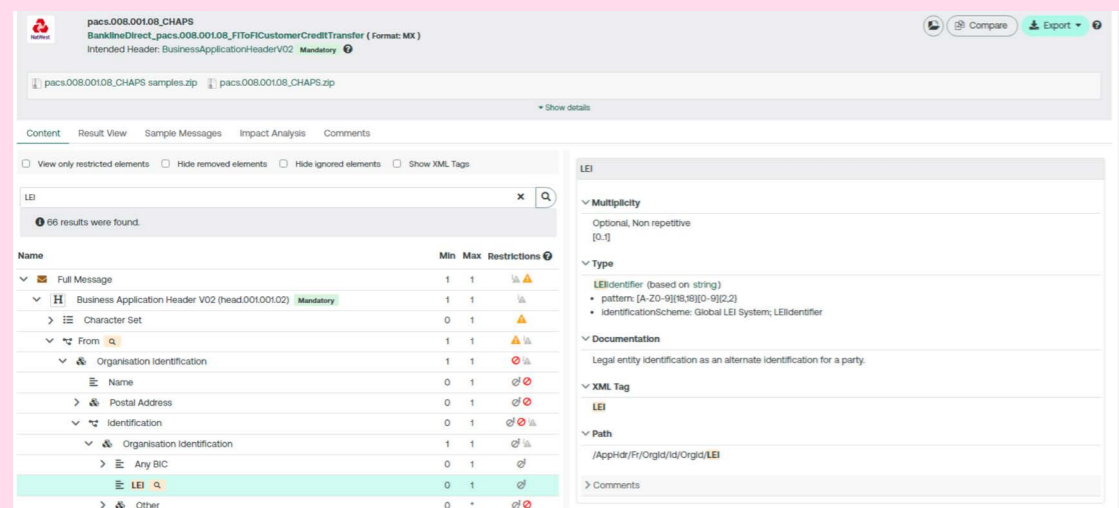 NatWest
pacs.008.001.08_CHAPS
BanklineDirect_pacs.008.001.08_FIToFICustomerCreditTransfer ( Format: MX )
Intended Header: BusinessApplicationHeaderV02 Mandatory
Compare
Export
pacs.008.001.08_CHAPS samples.zip pacs.008.001.08_CHAPS.zip
Show details
Content Result View Sample Messages Impact Analysis Comments
View only restricted elements Hide removed elements Hide ignored elements Show XML Tags
LEI
66 results were found.
Name Min Max Restrictions
Full Message 1 1
H Business Application Header V02 (head.001.001.02) Mandatory 1 1
Character Set 0 1
From 1 1
Organisation Identification 1 1
Name 0 1
Postal Address 0 1
Identification 0 1
Organisation Identification 1 1
Any BIC 0 1
LEI 0 1
Other 0 *
LEI
Multiplicity
Optional, Non repetitive
[0..1]
Type
LEIIdentifier (based on string)
• pattern: [A-Z0-9]{18,18}[0-9]{2,2}
• identificationScheme: Global LEI System; LEIIdentifier
Documentation
Legal entity identification as an alternate identification for a party.
XML Tag
LEI
Path
/AppHdr/Fr/OrgId/Id/OrgId/LEI
Comments